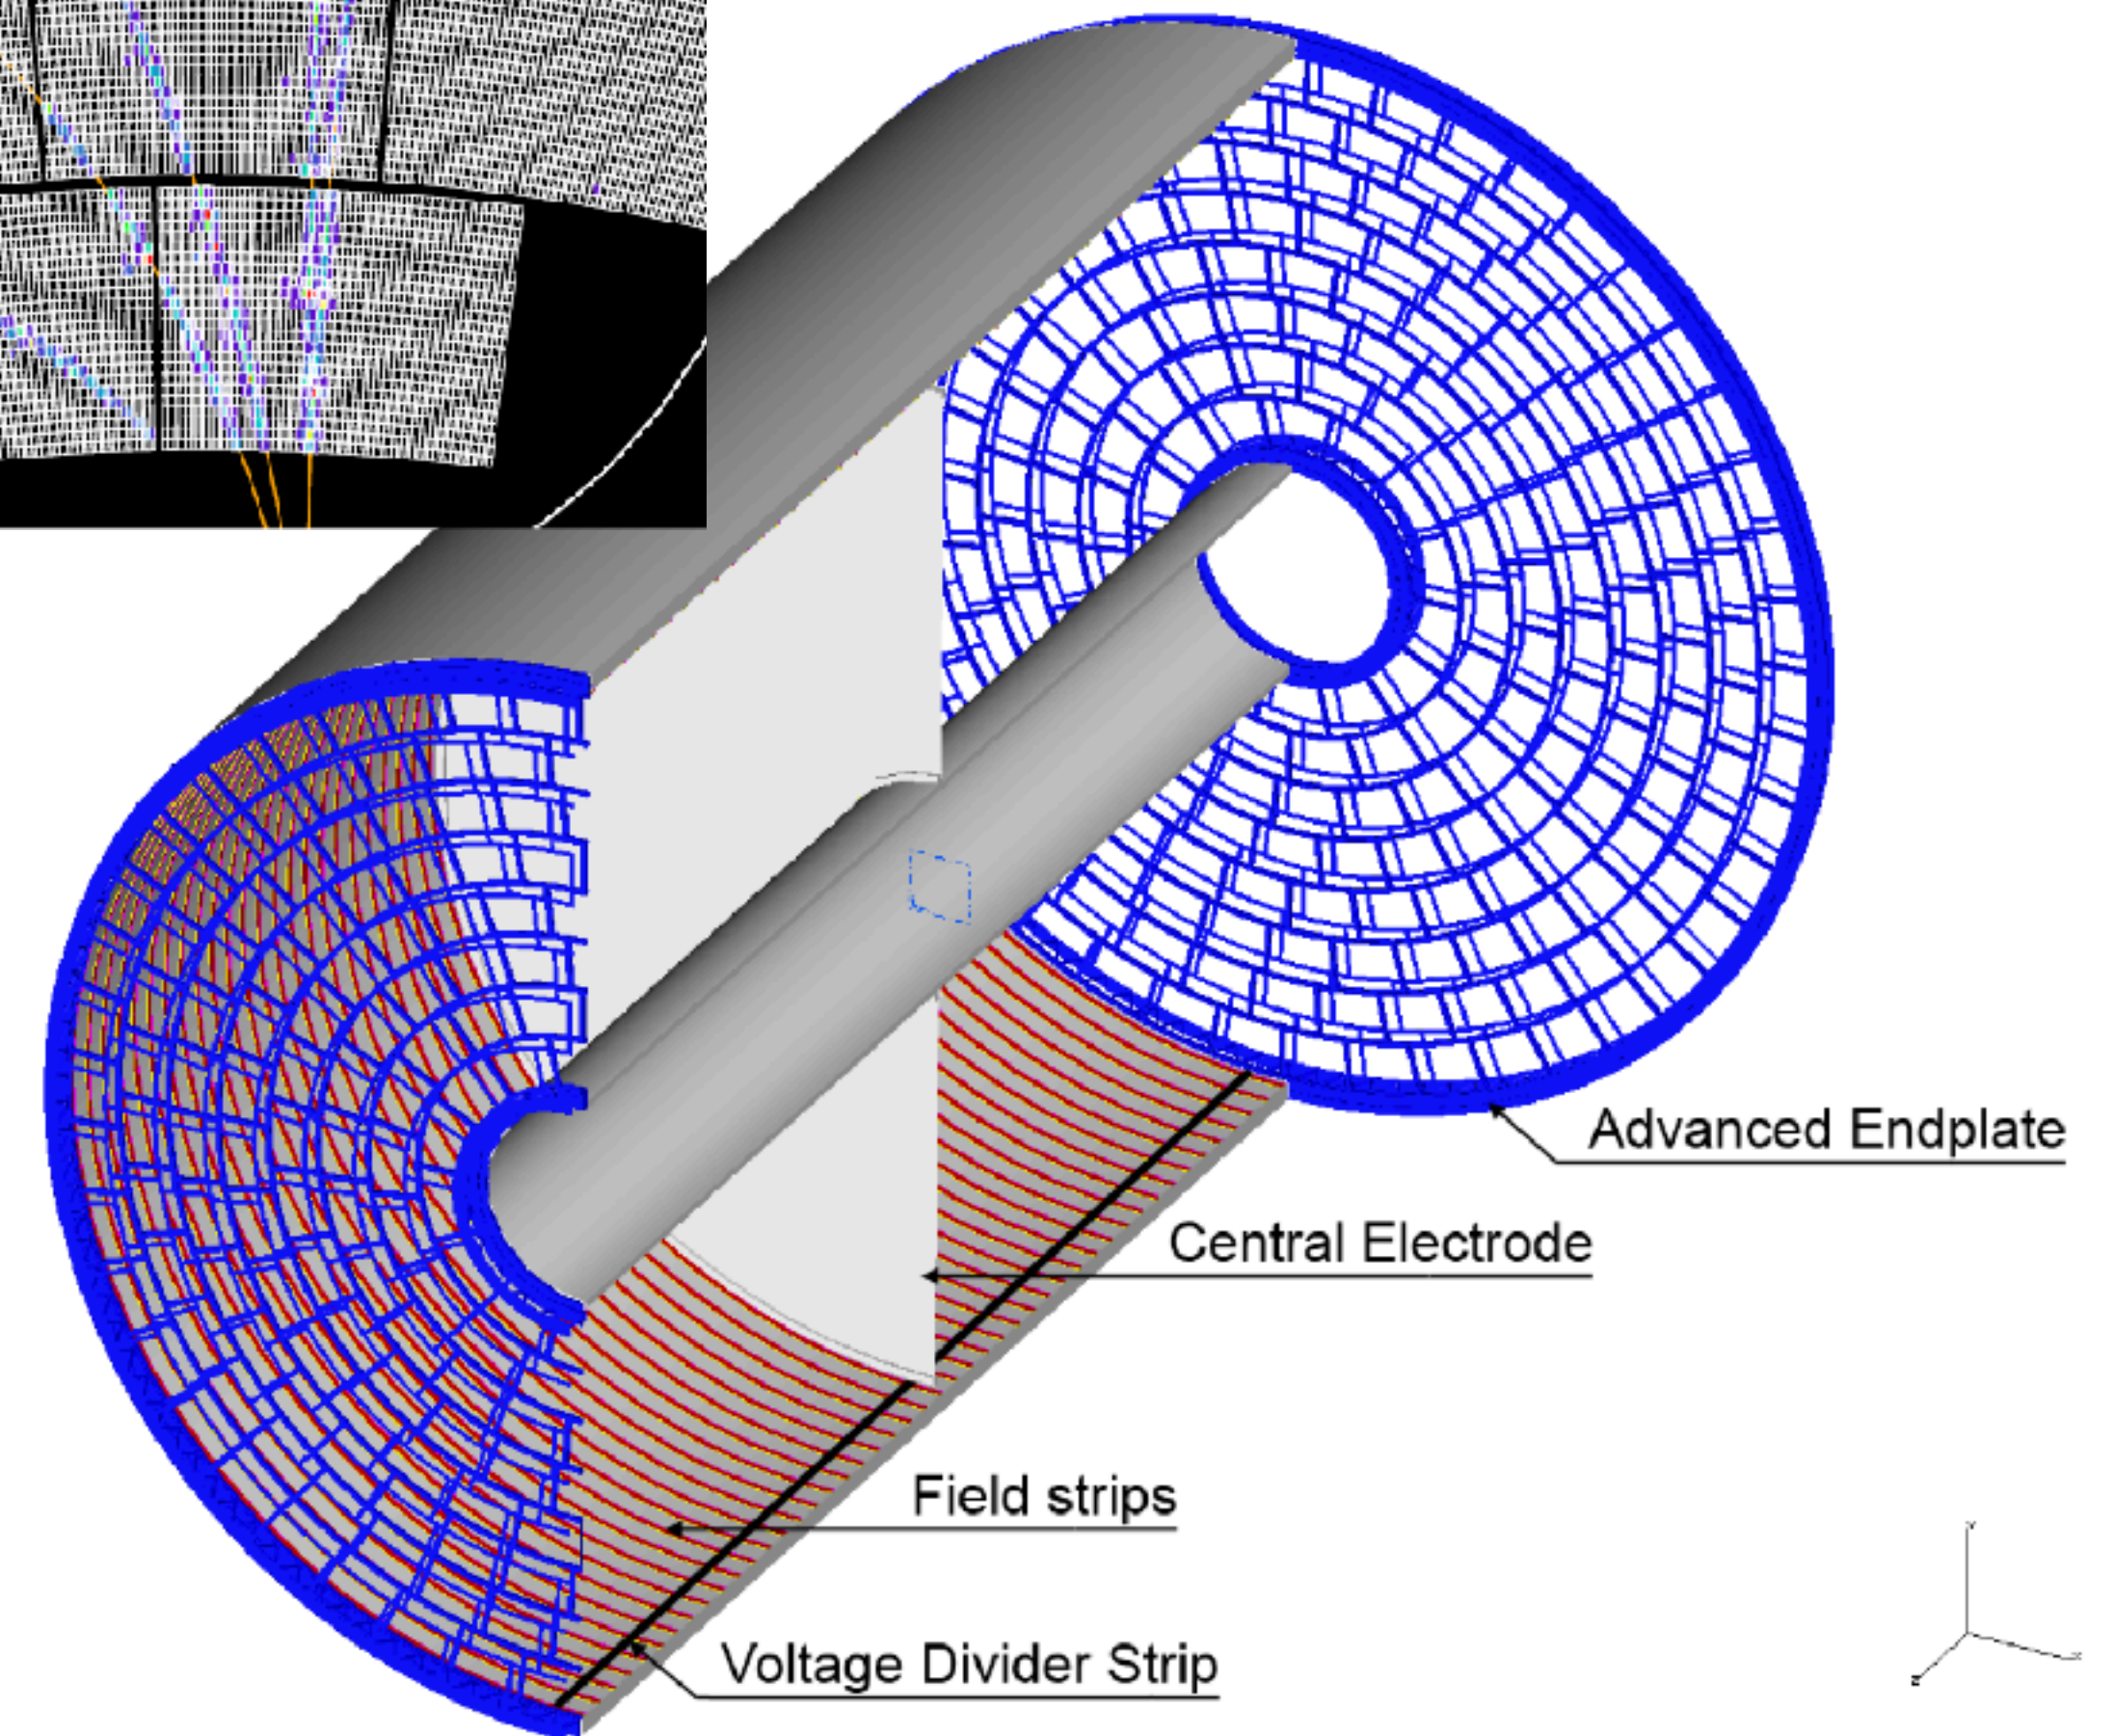 Advanced Endplate
Central Electrode
Field strips
Voltage Divider Strip